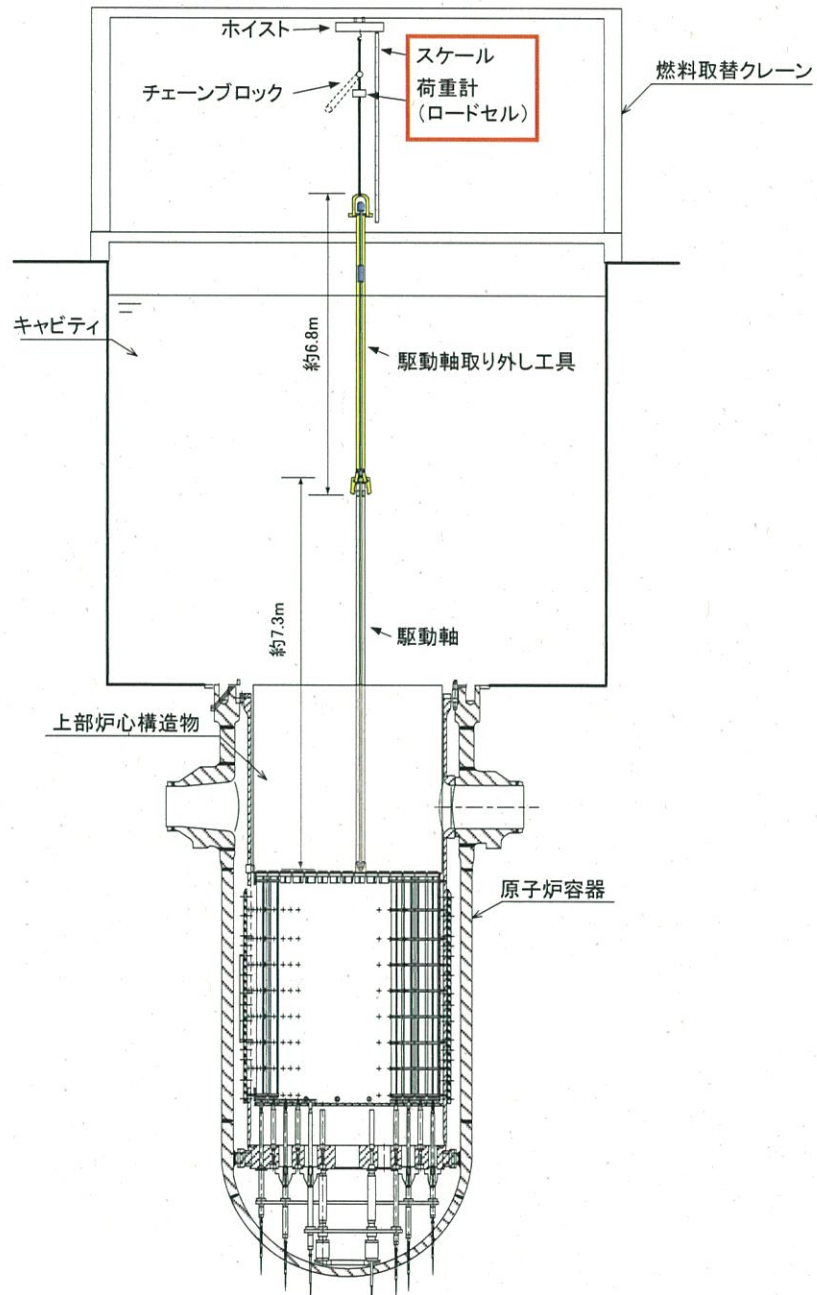 ホイスト
スケール
荷重計
(ロードセル)
燃料取替クレーン
チェーンブロック
キャビティ
約6.8m
駆動軸取り外し工具
約7.3m
駆動軸
上部炉心構造物
原子炉容器